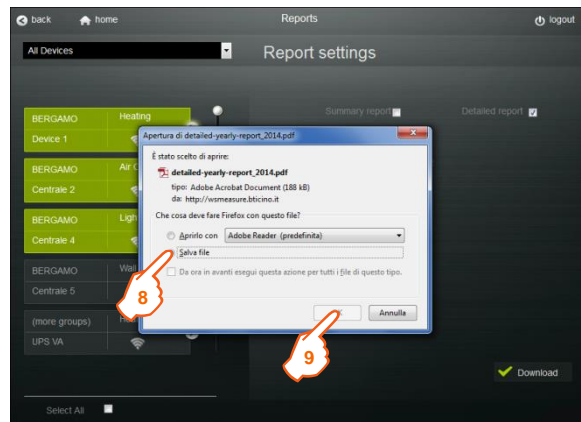 back home Reports logout
All Devices Report settings
Summary report Detailed report
BERGAMO Heating
Device 1
Apertura di detailed-yearly-report_2014.pdf
È stato scelto di aprire:
detailed-yearly-report_2014.pdf
tipo: Adobe Acrobat Document (188 kB)
da: http://wsmeasure.bticino.it
Che cosa deve fare Firefox con questo file?
Aprirlo con Adobe Reader (predefinita)
Salva file
Da ora in avanti esegui questa azione per tutti i file di questo tipo.
Annulla
BERGAMO
Centrale 2
BERGAMO
Centrale 4
BERGAMO
Centrale 5
(more groups)
UPS VA
8
9
Download
Select All